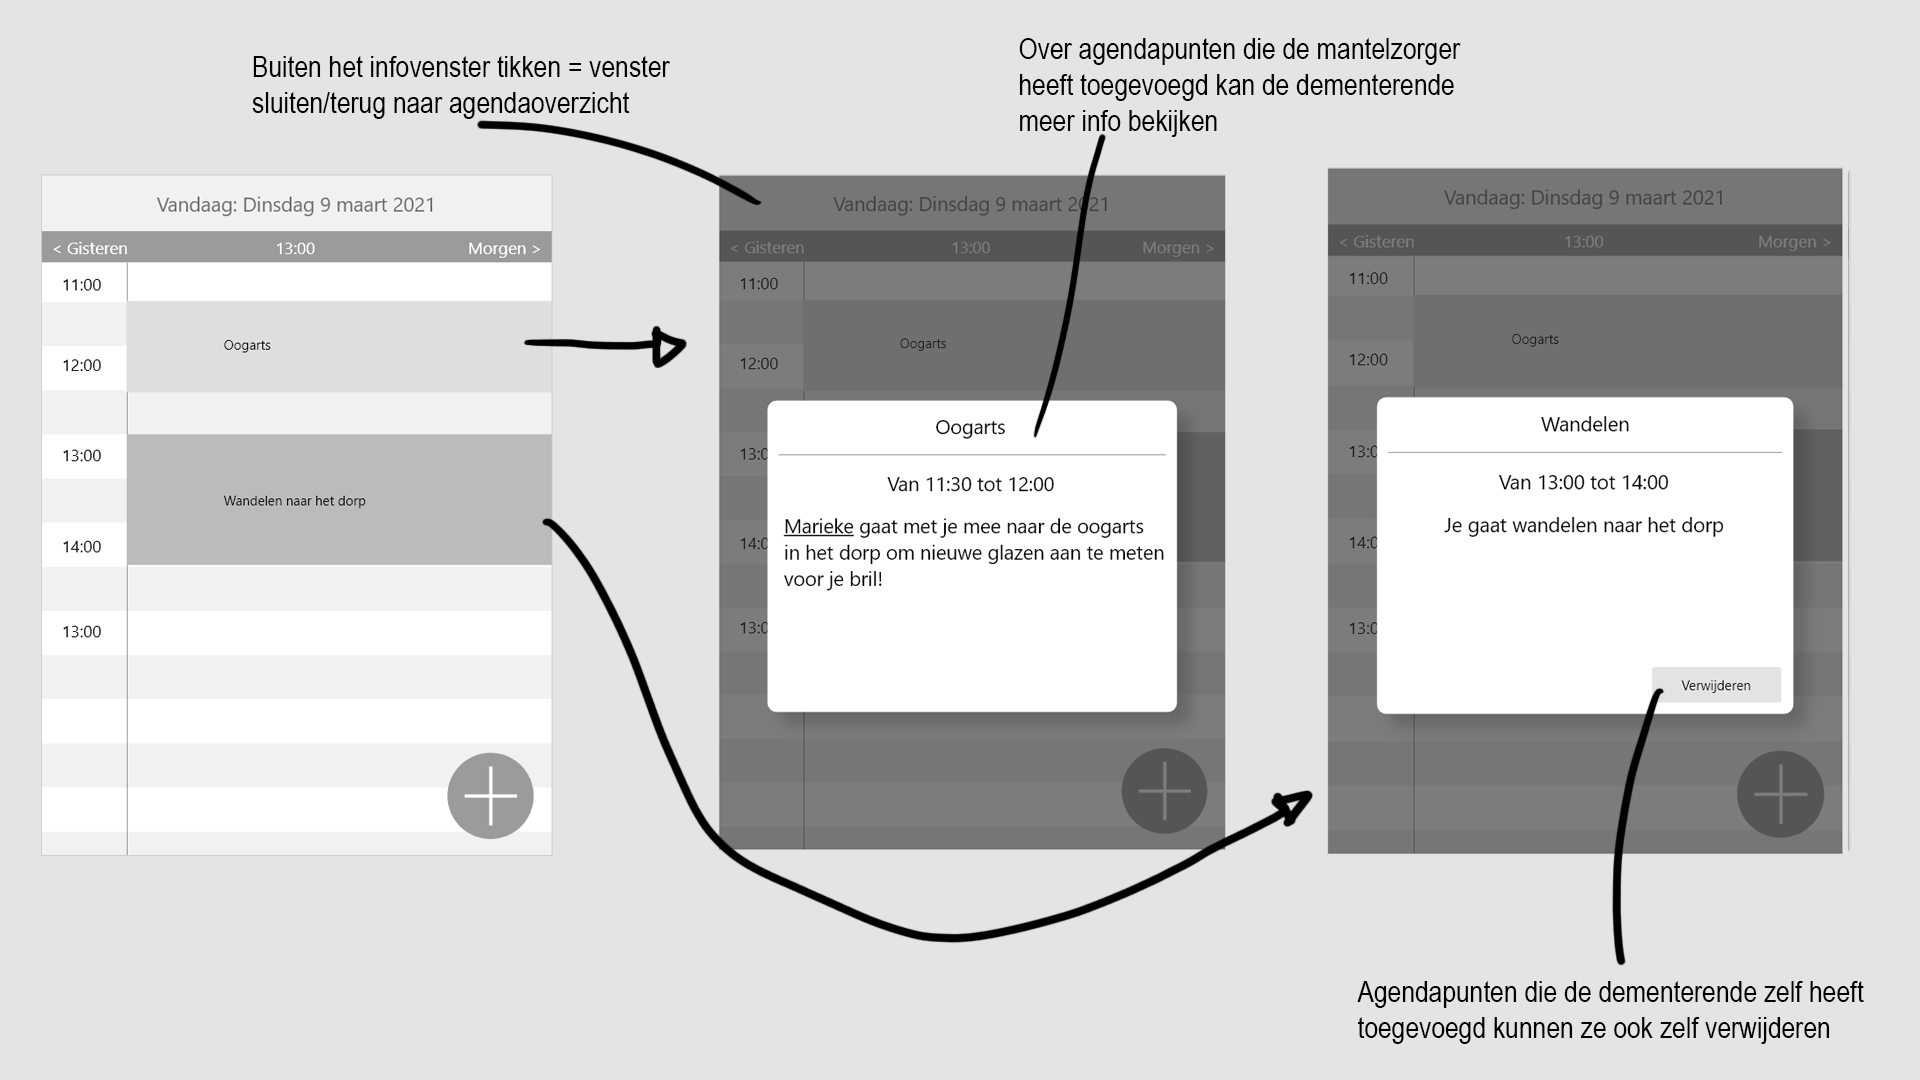 Buiten het infovenster tikken = venster
sluiten/terug naar agendaoverzicht
Over agendapunten die de mantelzorger
heeft toegevoegd kan de dementerende
meer info bekijken
Vandaag: Dinsdag 9 maart 2021
< Gisteren 13:00 Morgen >
11:00
Oogarts
12:00
13:00
Wandelen naar het dorp
14:00
13:00
Vandaag: Dinsdag 9 maart 2021
< Gisteren 13:00 Morgen >
11:00
Oogarts
12:00
13:0
14:0
13:0
Oogarts
Van 11:30 tot 12:00
Marieke gaat met je mee naar de oogarts
in het dorp om nieuwe glazen aan te meten
voor je bril!
Vandaag: Dinsdag 9 maart 2021
< Gisteren 13:00 Morgen >
11:00
Oogarts
12:00
13:0
14:0
13:0
Wandelen
Van 13:00 tot 14:00
Je gaat wandelen naar het dorp
Verwijderen
Agendapunten die de dementerende zelf heeft
toegevoegd kunnen ze ook zelf verwijderen